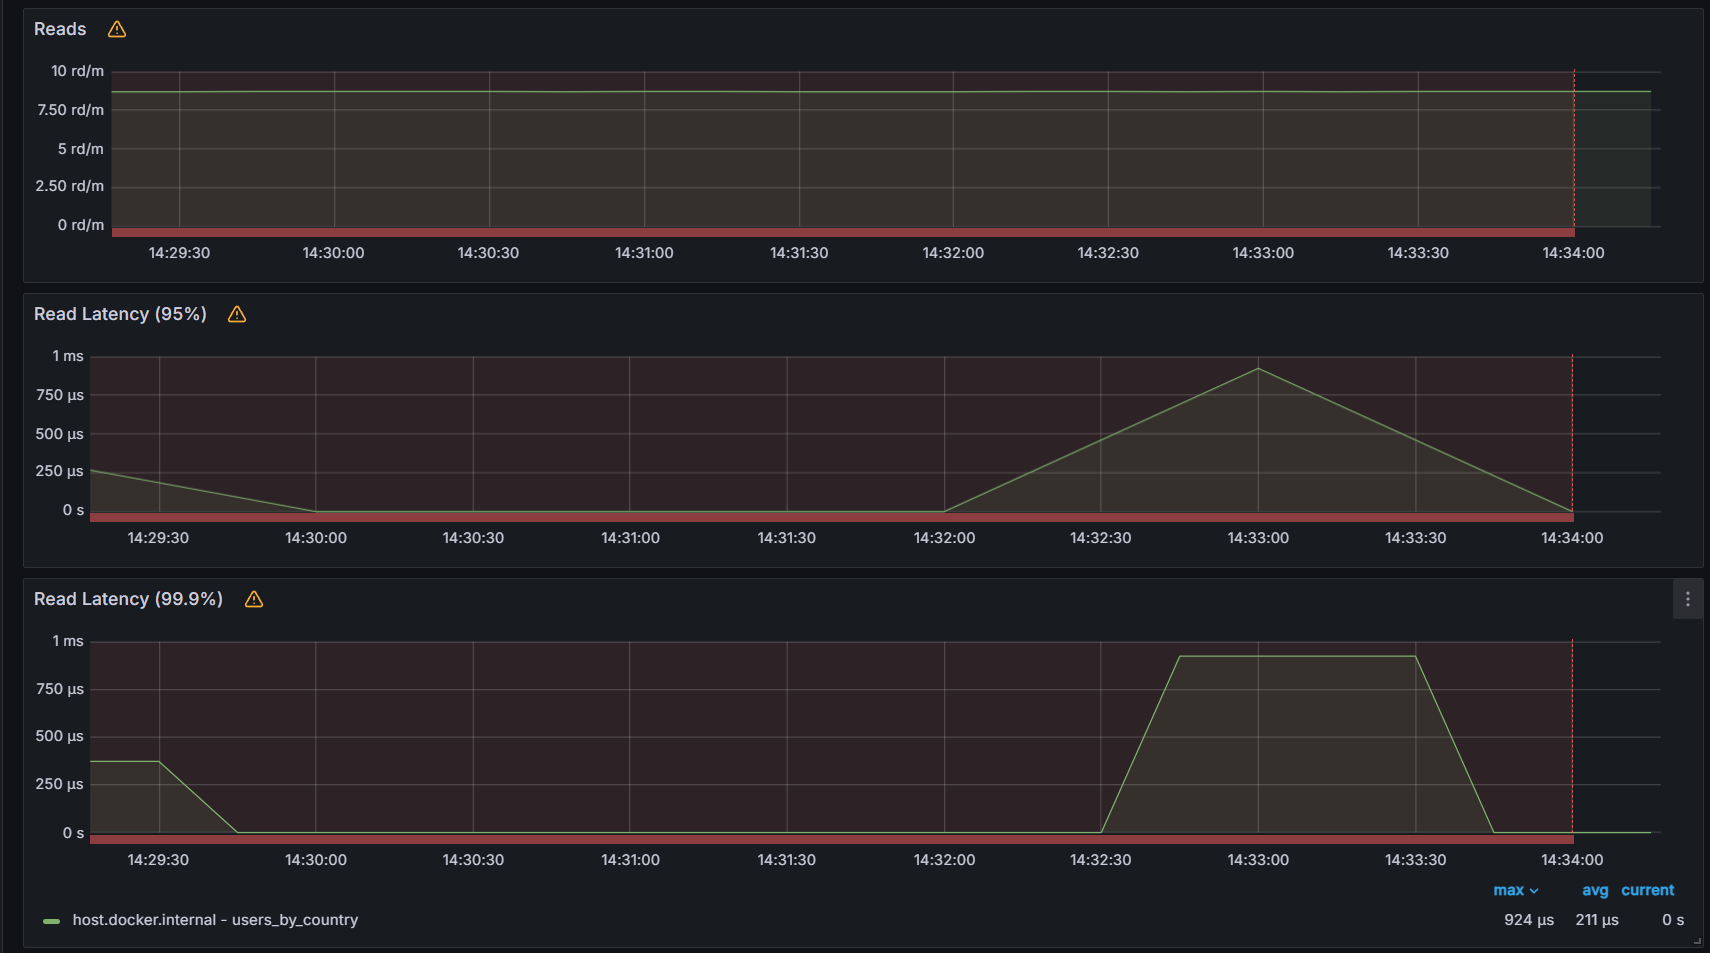 Reads
10 rd/m
7.50 rd/m
5 rd/m
2.50 rd/m
0 rd/m
14:29:30 14:30:00 14:30:30 14:31:00 14:31:30 14:32:00 14:32:30 14:33:00 14:33:30 14:34:00
Read Latency (95%)
1 ms
750 µs
500 µs
250 µs
0 s
14:29:30 14:30:00 14:30:30 14:31:00 14:31:30 14:32:00 14:32:30 14:33:00 14:33:30 14:34:00
Read Latency (99.9%)
1 ms
750 µs
500 µs
250 µs
0 s
14:29:30 14:30:00 14:30:30 14:31:00 14:31:30 14:32:00 14:32:30 14:33:00 14:33:30 14:34:00
max avg current
host.docker.internal - users_by_country 924 µs 211 µs 0 s